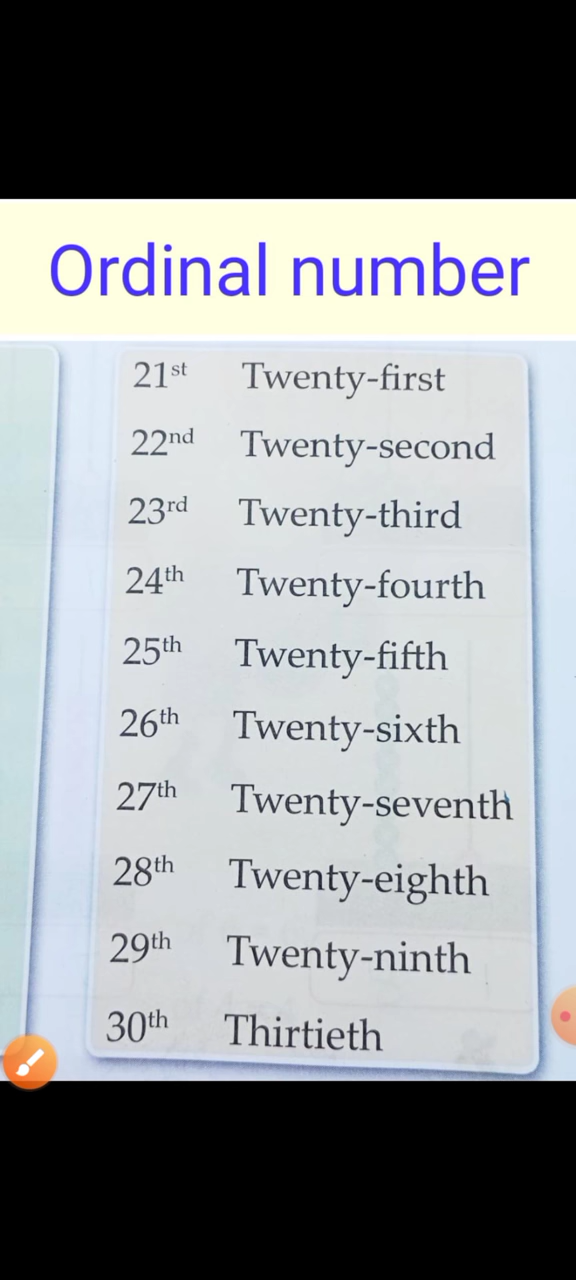 Ordinal number
21st Twenty-first
22nd Twenty-second
23rd Twenty-third
24th Twenty-fourth
25th Twenty-fifth
26th Twenty-sixth
27th Twenty-seventh
28th Twenty-eighth
29th Twenty-ninth
30th Thirtieth